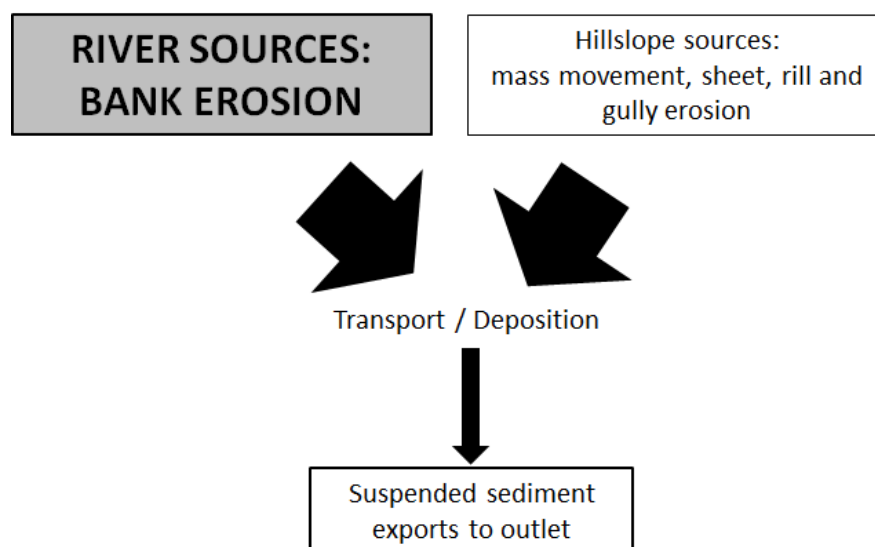 RIVER SOURCES:
BANK EROSION
Hillslope sources:
mass movement, sheet, rill and
gully erosion
Transport / Deposition
Suspended sediment
exports to outlet